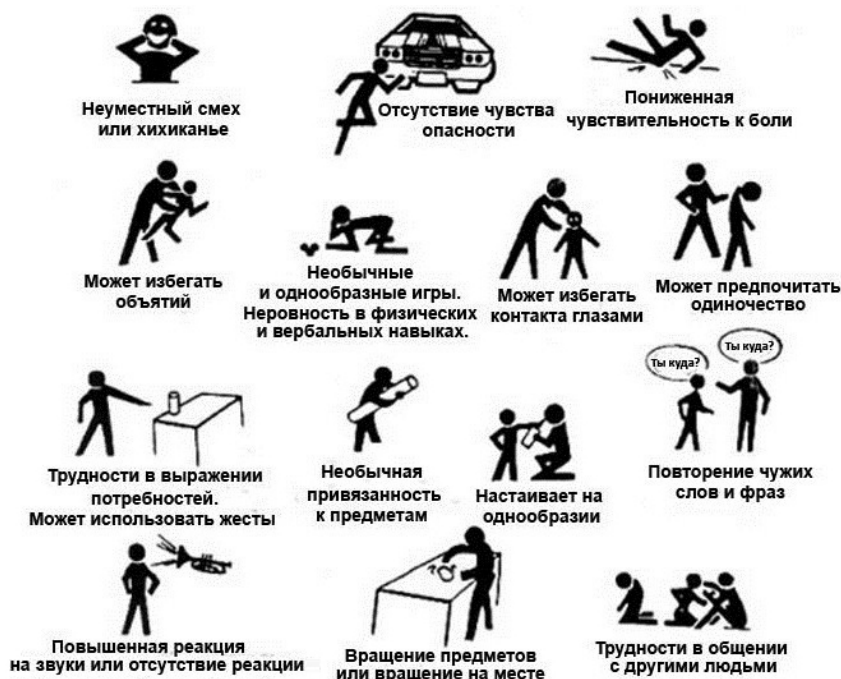 Неуместный смех
или хихиканье
Отсутствие чувства
опасности
Пониженная
чувствительность к боли
Может избегать
объятий
Необычные
и однообразные игры.
Неровность в физических
и вербальных навыках.
Может избегать
контакта глазами
Может предпочитать
одиночество
Трудности в выражении
потребностей.
Может использовать жесты
Необычная
привязанность
к предметам
Настаивает на
однообразии
Ты куда?
Ты куда?
Повторение чужих
слов и фраз
Повышенная реакция
на звуки или отсутствие реакции
Вращение предметов
или вращение на месте
Трудности в общении
с другими людьми